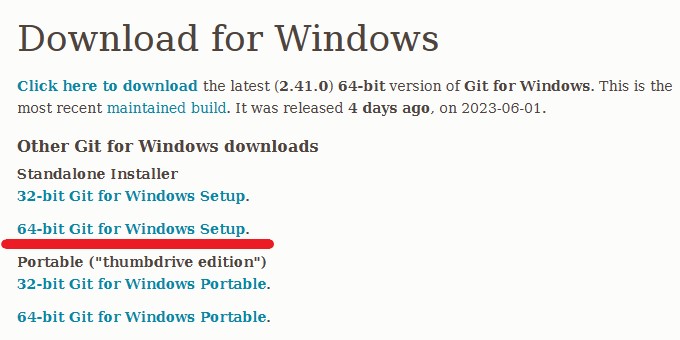 Download for Windows
Click here to download the latest (2.41.0) 64-bit version of Git for Windows. This is the
most recent maintained build. It was released 4 days ago, on 2023-06-01.
Other Git for Windows downloads
Standalone Installer
32-bit Git for Windows Setup.
64-bit Git for Windows Setup.
Portable ("thumbdrive edition")
32-bit Git for Windows Portable.
64-bit Git for Windows Portable.